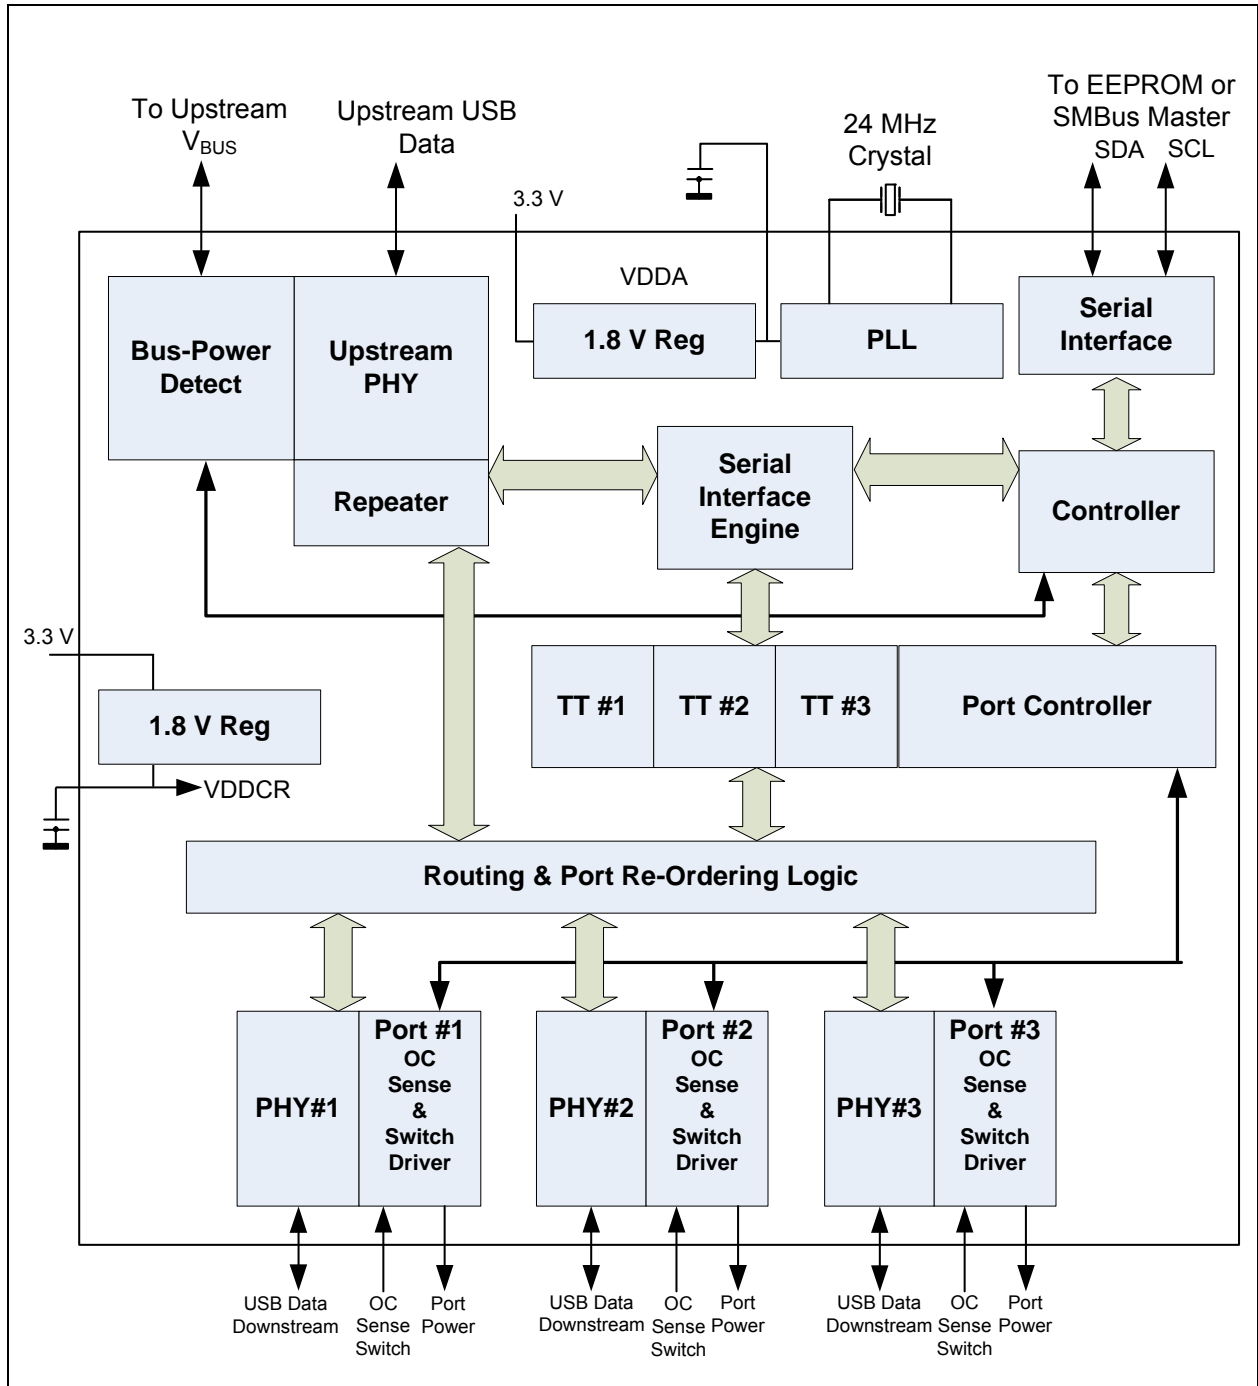 To Upstream
VBUS
Upstream USB
Data
24 MHz
Crystal
To EEPROM or
SMBus Master
SDA SCL
3.3 V
VDDA
Bus-Power
Detect
Upstream
PHY
1.8 V Reg
PLL
Serial
Interface
Repeater
Serial
Interface
Engine
Controller
3.3 V
1.8 V Reg
VDDCR
TT #1
TT #2
TT #3
Port Controller
Routing & Port Re-Ordering Logic
PHY#1
Port #1
OC
Sense
&
Switch
Driver
PHY#2
Port #2
OC
Sense
&
Switch
Driver
PHY#3
Port #3
OC
Sense
&
Switch
Driver
USB Data
Downstream
OC
Sense
Switch
Port
Power
USB Data
Downstream
OC
Sense
Switch
Port
Power
USB Data
Downstream
OC
Sense
Switch
Port
Power